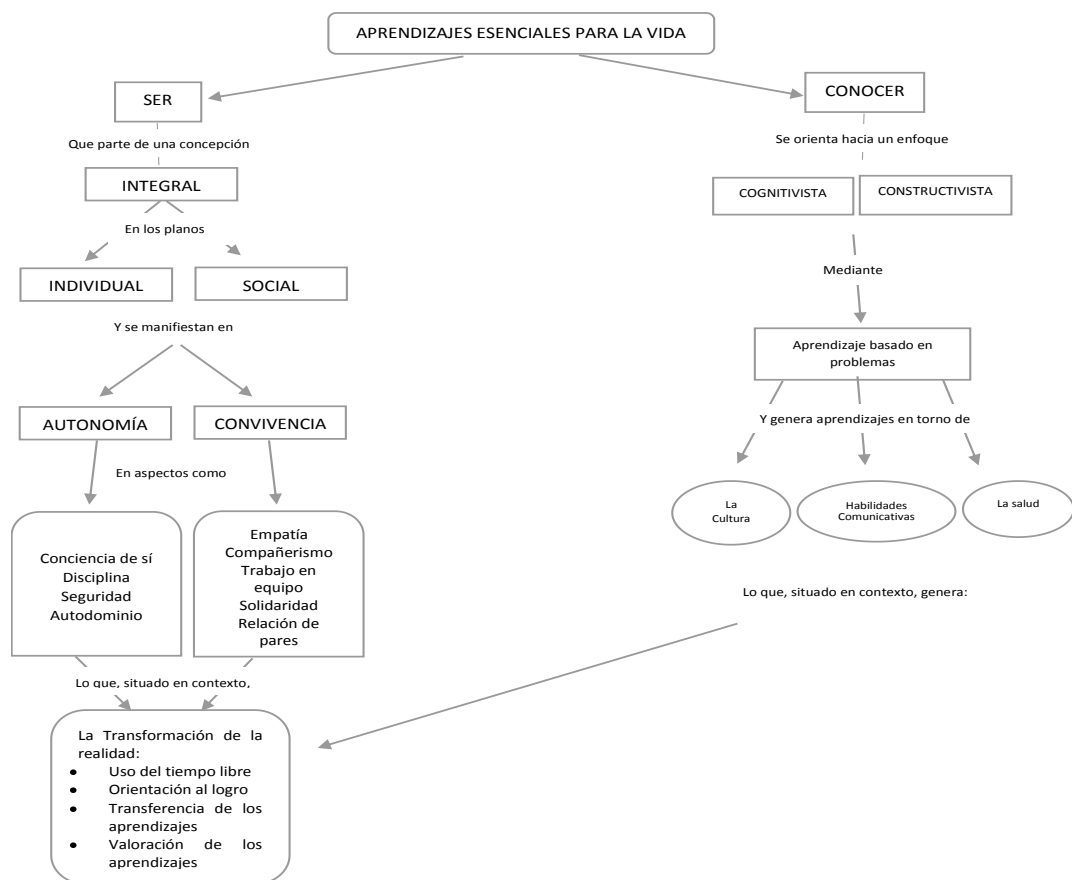 APRENDIZAJES ESENCIALES PARA LA VIDA
SER
CONOCER
Que parte de una concepción
Se orienta hacia un enfoque
INTEGRAL
COGNITIVISTA
CONSTRUCTIVISTA
En los planos
INDIVIDUAL
SOCIAL
Mediante
Y se manifiestan en
Aprendizaje basado en
problemas
AUTONOMÍA
CONVIVENCIA
Y genera aprendizajes en torno de
En aspectos como
La
Cultura
Habilidades
Comunicativas
La salud
Conciencia de sí
Disciplina
Seguridad
Autodominio
Empatía
Compañerismo
Trabajo en
equipo
Solidaridad
Relación de
pares
Lo que, situado en contexto, genera:
Lo que, situado en contexto,
La Transformación de la
realidad:
● Uso del tiempo libre
● Orientación al logro
● Transferencia de los
aprendizajes
● Valoración de los
aprendizajes